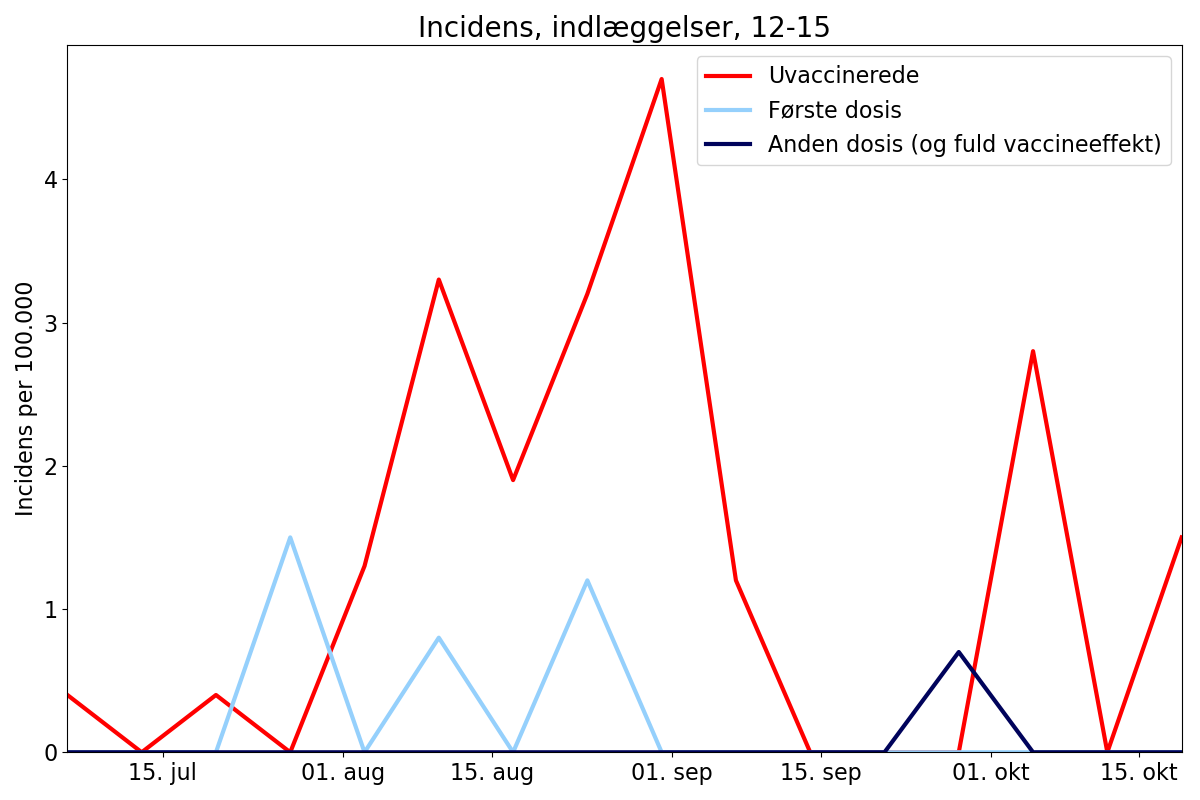 Incidens, indlæggelser, 12-15
Uvaccinerede
Første dosis
Anden dosis (og fuld vaccineeffekt)
Incidens per 100.000
4
3
2
1
0
15. jul
01. aug
15. aug
01. sep
15. sep
01. okt
15. okt